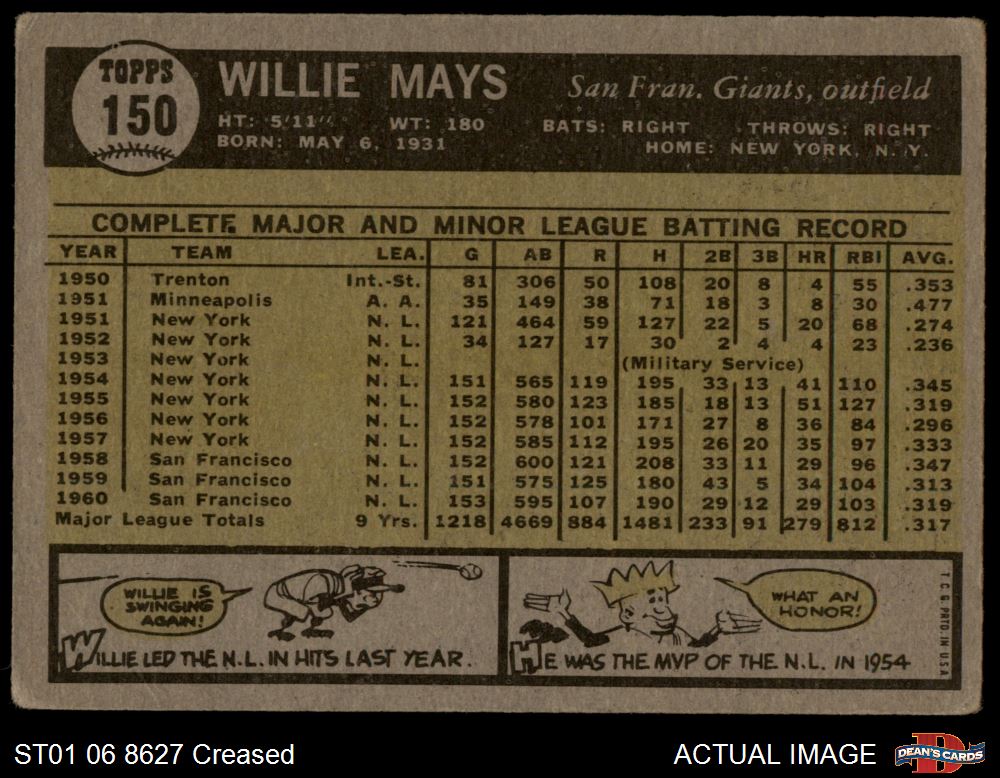 TOPPS
150
WILLIE MAYS San Fran. Giants, outfield
HT: 5'11" WT: 180 BATS: RIGHT THROWS: RIGHT
BORN: MAY 6, 1931 HOME: NEW YORK, N. Y.
COMPLETE MAJOR AND MINOR LEAGUE BATTING RECORD
YEAR TEAM LEA. G AB R H 2B 3B HR RBI AVG.
1950 Trenton Int.-St. 81 306 50 108 20 8 4 55 .353
1951 Minneapolis A. A. 35 149 38 71 18 3 8 30 .477
1951 New York N. L. 121 464 59 127 22 5 20 68 .274
1952 New York N. L. 34 127 17 30 2 4 4 23 .236
1953 New York N. L. (Military Service)
1954 New York N. L. 151 565 119 195 33 13 41 110 .345
1955 New York N. L. 152 580 123 185 18 13 51 127 .319
1956 New York N. L. 152 578 101 171 27 8 36 84 .296
1957 New York N. L. 152 585 112 195 26 20 35 97 .333
1958 San Francisco N. L. 152 600 121 208 33 11 29 96 .347
1959 San Francisco N. L. 151 575 125 180 43 5 34 104 .313
1960 San Francisco N. L. 153 595 107 190 29 12 29 103 .319
Major League Totals 9 Yrs. 1218 4669 884 1481 233 91 279 812 .317
WILLIE IS
SWINGING
AGAIN!
WILLIE LED THE N.L. IN HITS LAST YEAR.
WHAT AN
HONOR!
HE WAS THE MVP OF THE N.L. IN 1954
T. C. G. PRTD. IN U.S.A.
ST01 06 8627 Creased ACTUAL IMAGE
DEAN'S CARDS